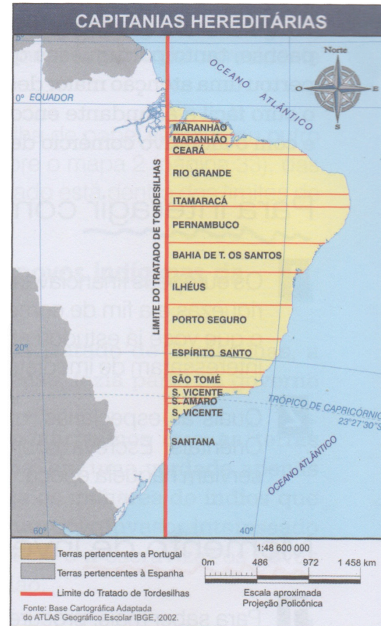 CAPITANIAS HEREDITÁRIAS
Norte
O
E
S
OCEANO ATLÂNTICO
0° EQUADOR
MARANHÃO
MARANHÃO
CEARÁ
RIO GRANDE
ITAMARACÁ
PERNAMBUCO
BAHIA DE T. OS SANTOS
ILHÉUS
PORTO SEGURO
ESPÍRITO SANTO
SÃO TOMÉ
S. VICENTE
S. AMARO
S. VICENTE
SANTANA
LIMITE DO TRATADO DE TORDESILHAS
20°
TRÓPICO DE CAPRICÓRNIO
23°27'30"S
OCEANO ATLÂNTICO
60°
40°
Terras pertencentes a Portugal
Terras pertencentes à Espanha
Limite do Tratado de Tordesilhas
Fonte: Base Cartográfica Adaptada
do ATLAS Geográfico Escolar IBGE, 2002.
1:48 600 000
0m 486 972 1 458 km
Escala aproximada
Projeção Policônica